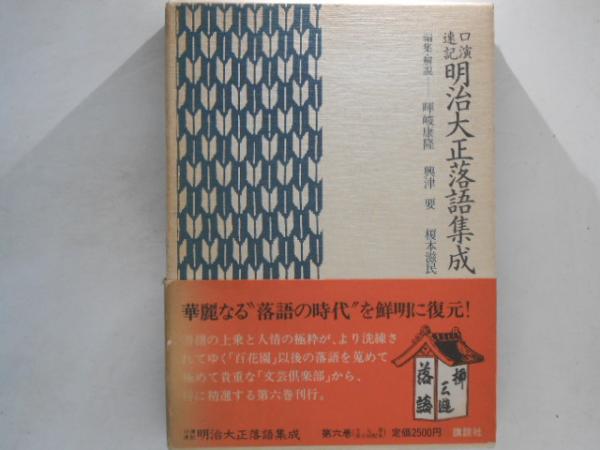 口演速記 明治大正落語集成
編集・解説 — 暉峻康隆 興津 要 榎本滋民
華麗なる“落語の時代”を鮮明に復元!
の上乗と人情の極粋が、より洗練さ
れてゆく「百花園」以後の落語を蒐めて
極めて貴重な「文芸倶楽部」から、
特に精選する第六巻刊行。
柳
三遊
落語
口演速記 明治大正落語集成
第六巻
定価2500円
講談社